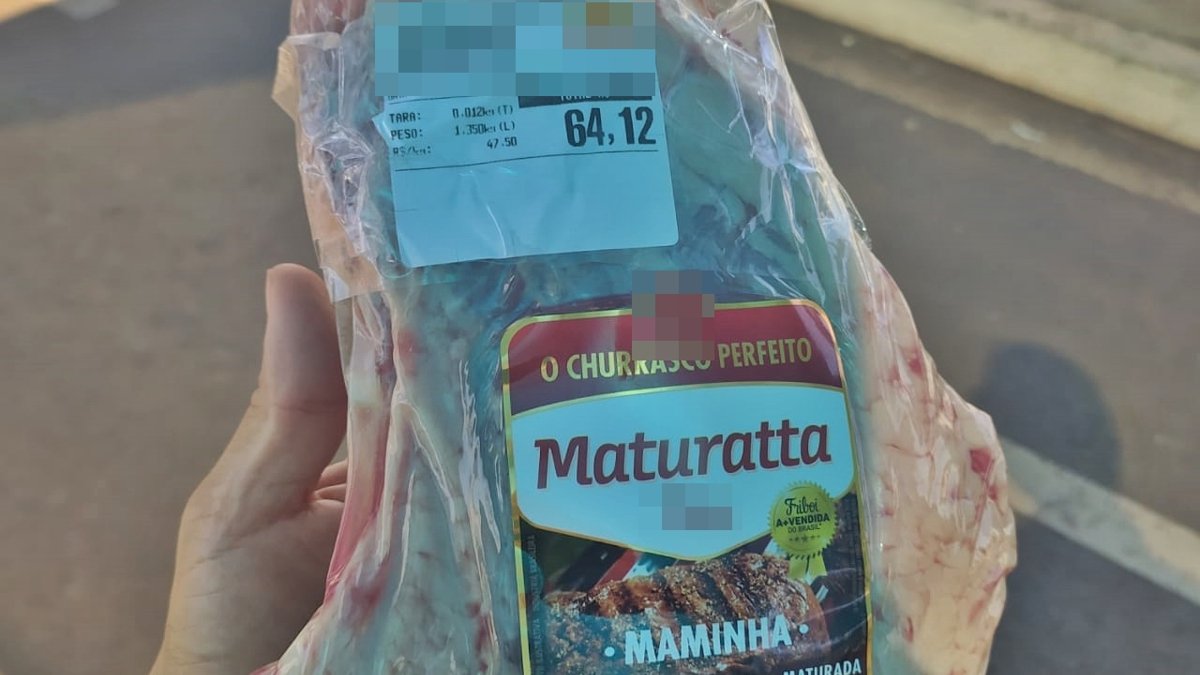 TARA: 0.012kg(T)
PESO: 1.350kg(L)
R$/kg: 47.50
64,12
O CHURRASCO PERFEITO
Maturatta
Friboi
A+VENDIDA
DO BRASIL
MAMINHA
MATURADA